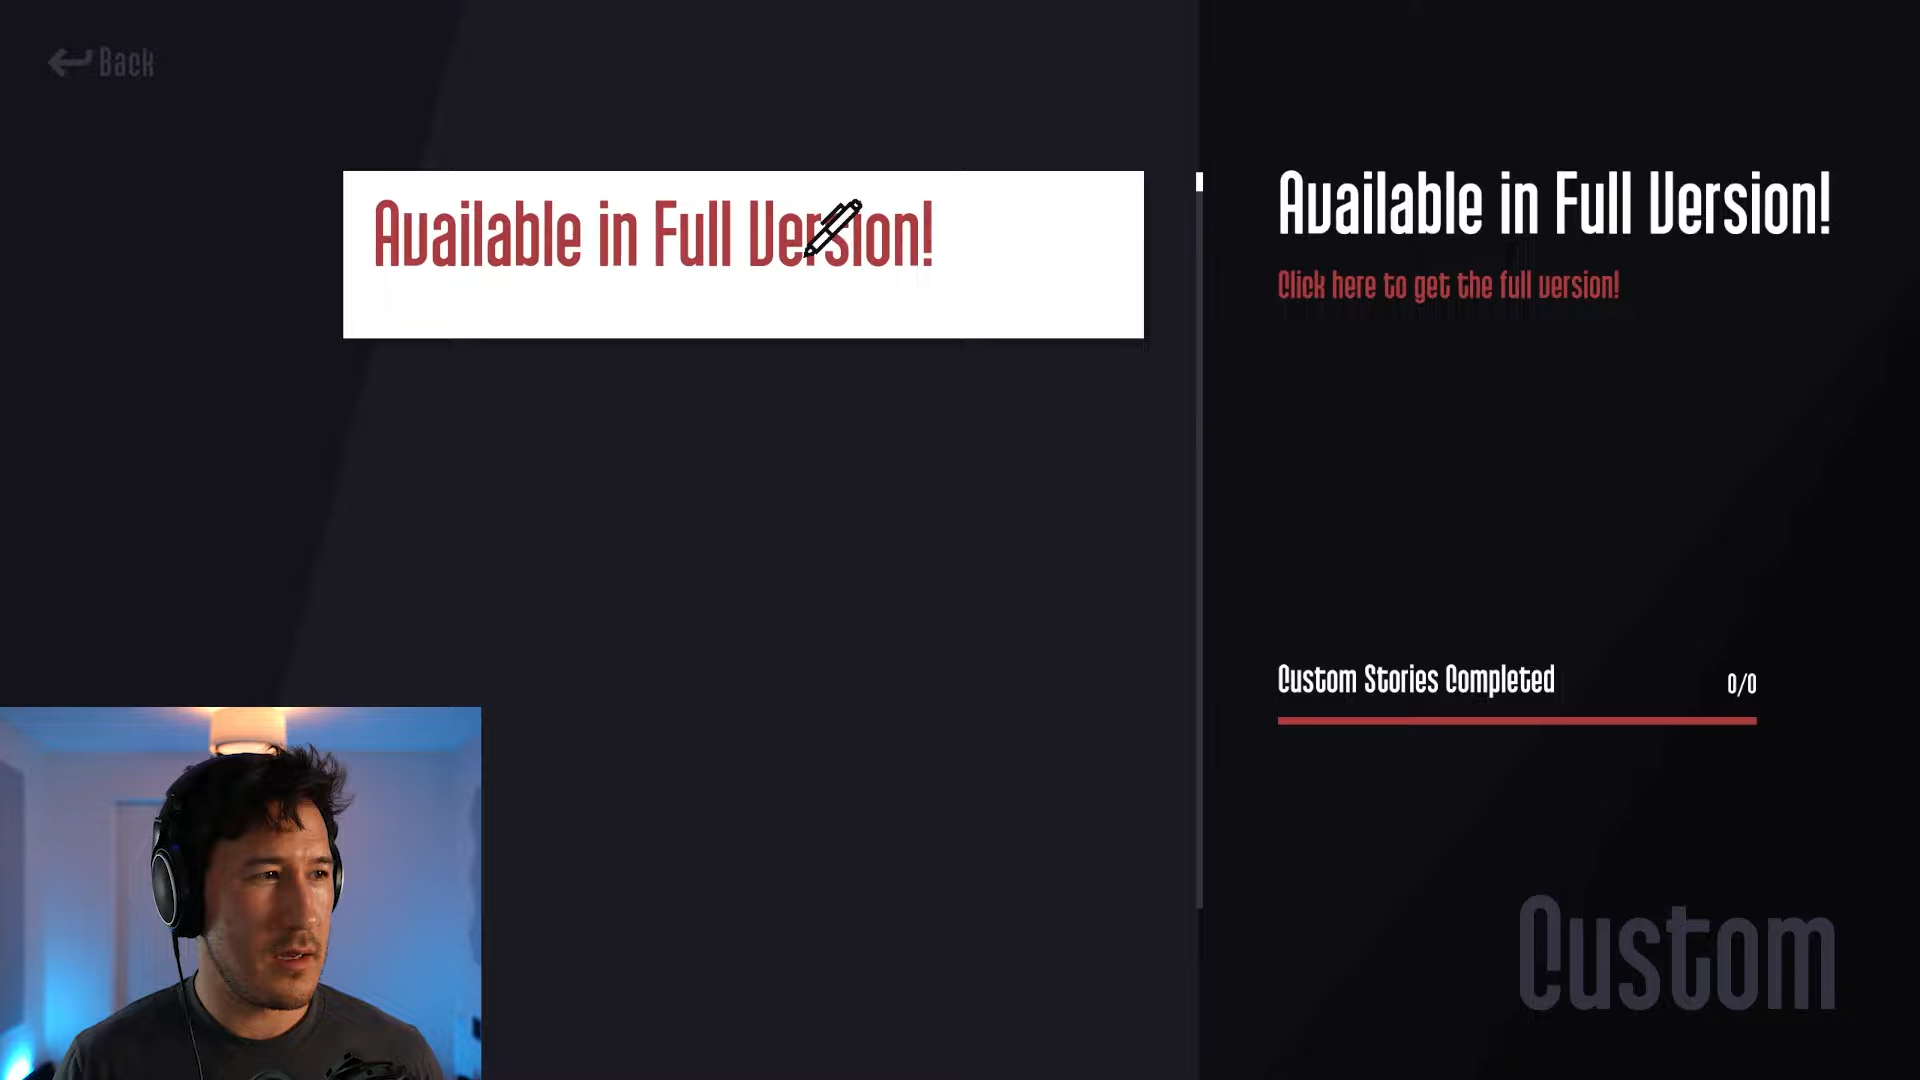 Back
Available in Full Version!
Available in Full Version!
Click here to get the full version!
Custom Stories Completed
0/0
Custom